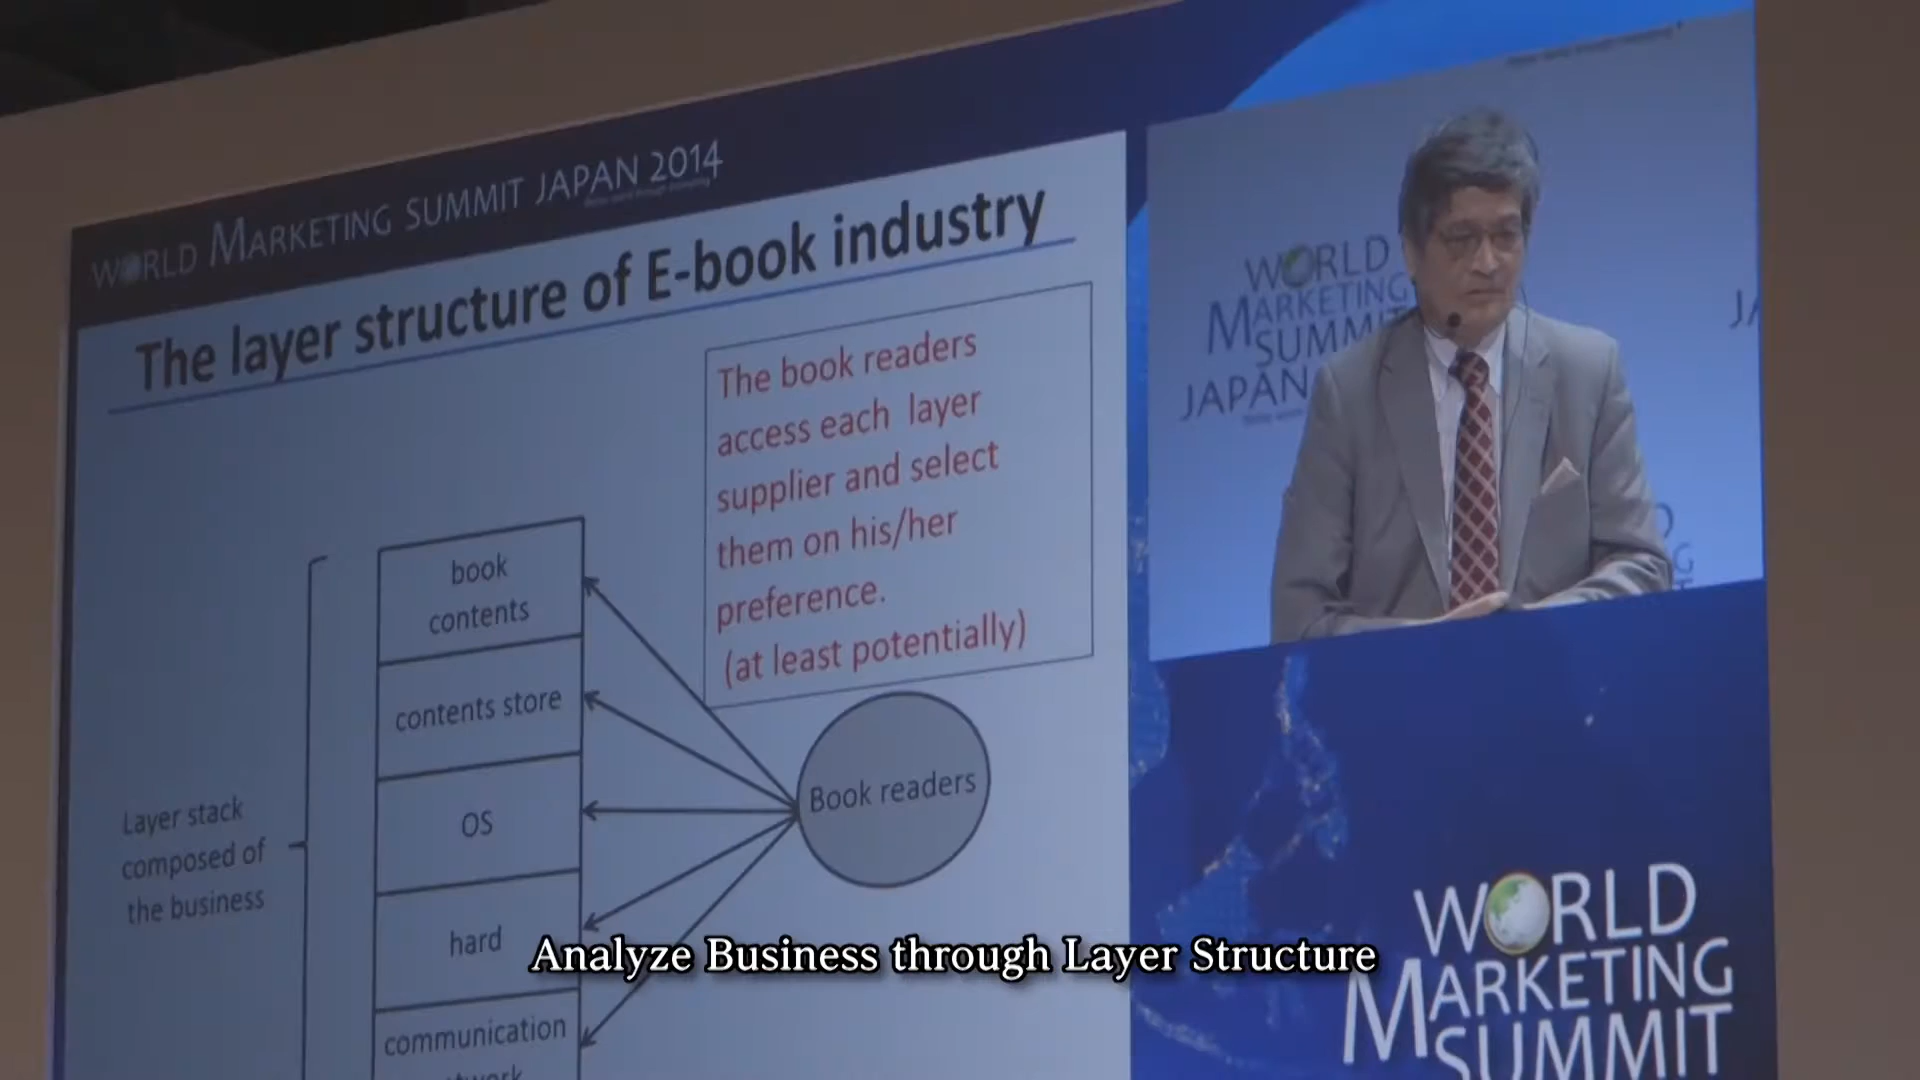 WORLD MARKETING SUMMIT JAPAN 2014
The layer structure of E-book industry
The book readers
access each layer
supplier and select
them on his/her
preference.
(at least potentially)
book
contents
contents store
OS
hard
communication
Layer stack
composed of
the business
Book readers
WORLD
MARKETING
SUMMIT
JAPAN
JA
Analyze Business through Layer Structure
WORLD
MARKETING
SUMMIT